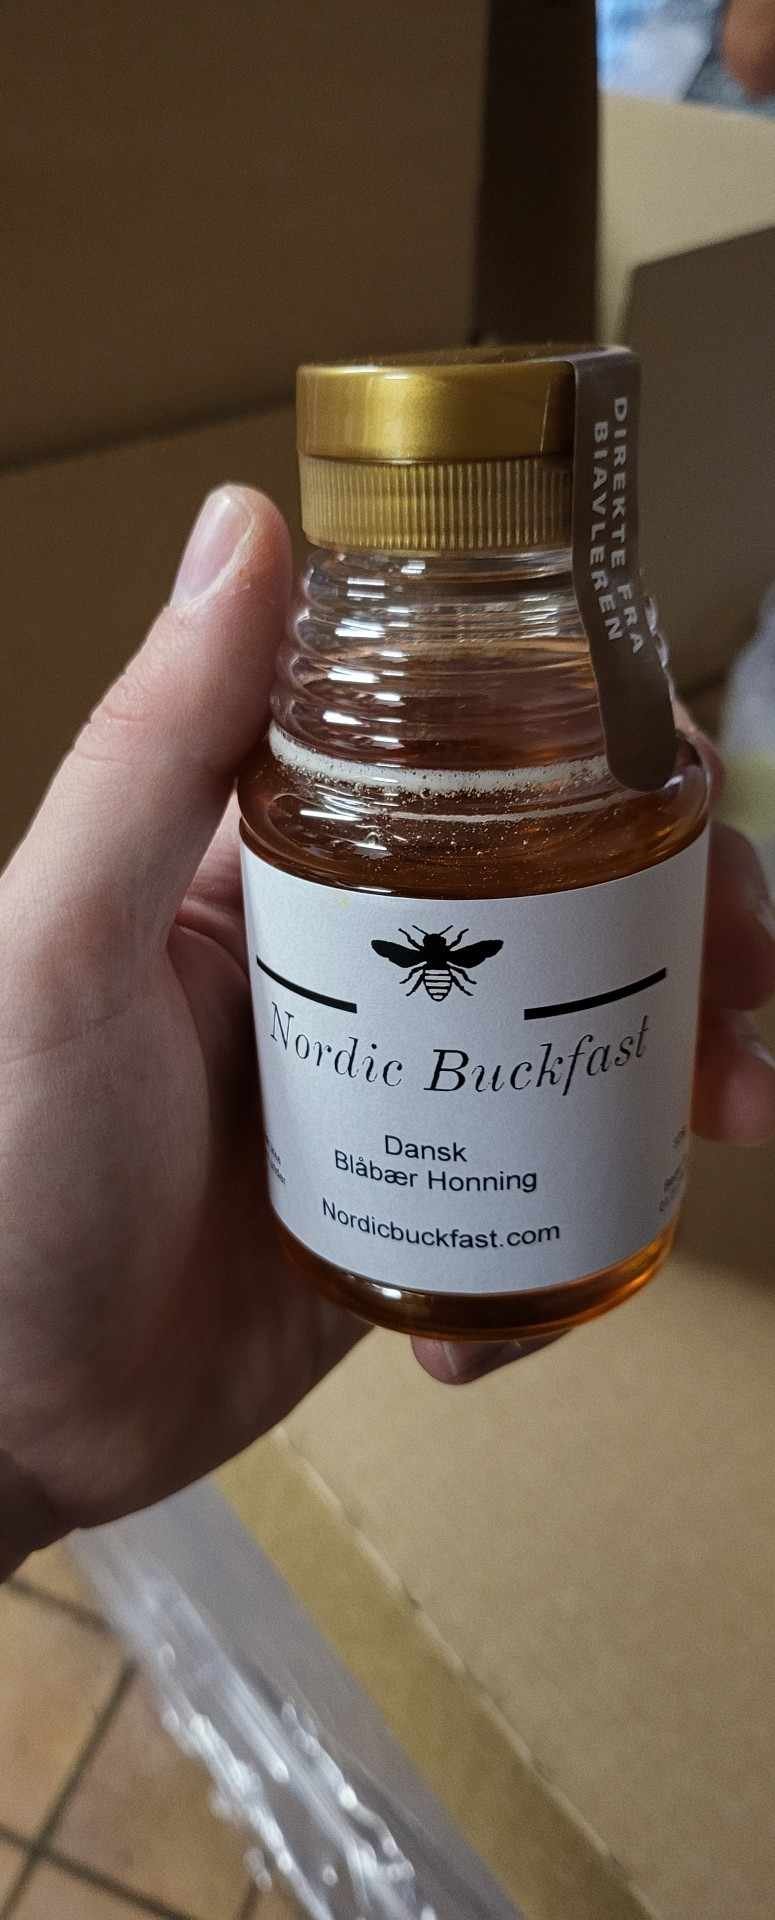 DIREKTE FRA
BIAVLEREN
Nordic Buckfast
Dansk
Blåbær Honning
Nordicbuckfast.com